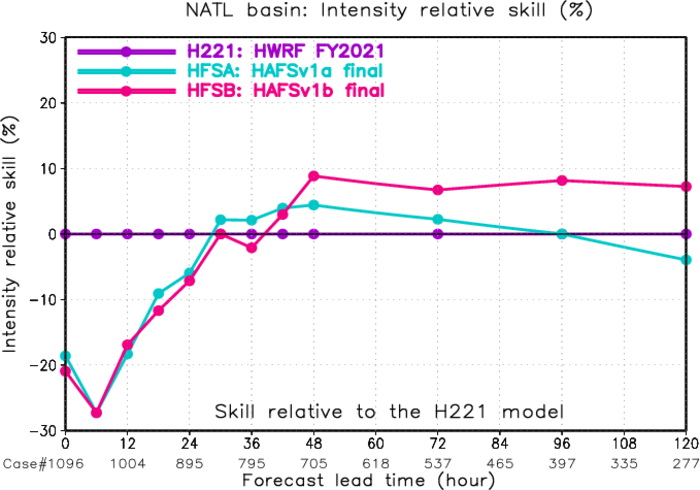 NATL basin: Intensity relative skill (%)
Intensity relative skill (%)
30
20
10
0
−10
−20
−30
H221: HWRF FY2021
HFSA: HAFSv1a final
HFSB: HAFSv1b final
Skill relative to the H221 model
0 12 24 36 48 60 72 84 96 108 120
Case#1096 1004 895 795 705 618 537 465 397 335 277
Forecast lead time (hour)